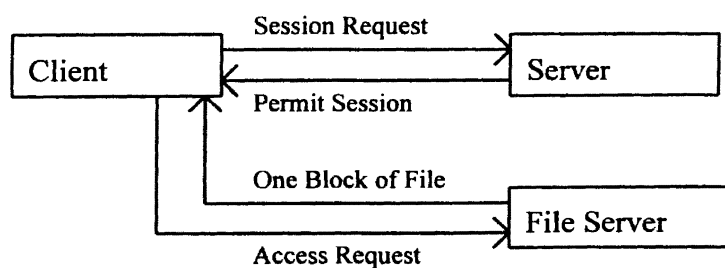 Session Request
Client
Server
Permit Session
One Block of File
File Server
Access Request